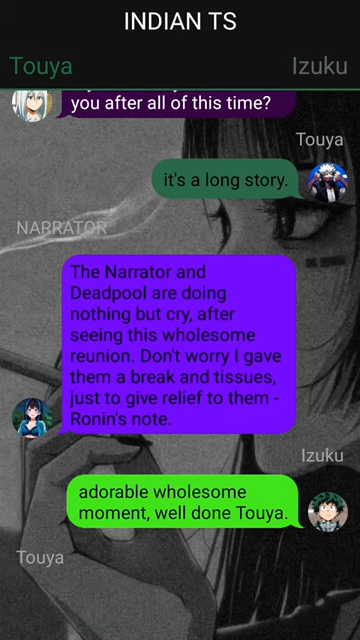 INDIAN TS
Touya
Izuku
you after all of this time?
Touya
it's a long story.
NARRATOR
The Narrator and
Deadpool are doing
nothing but cry, after
seeing this wholesome
reunion. Don't worry I gave
them a break and tissues,
just to give relief to them -
Ronin's note.
Izuku
adorable wholesome
moment, well done Touya.
Touya